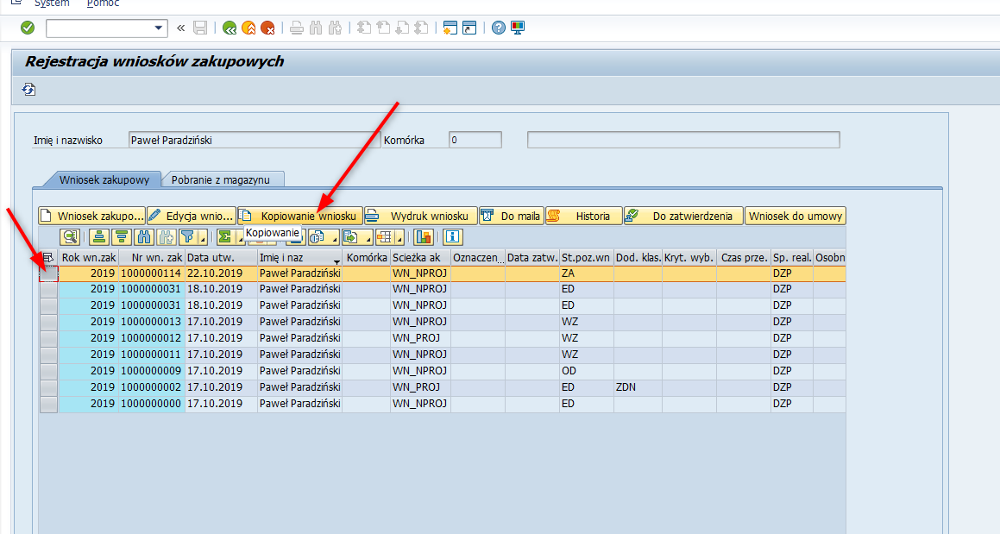 System Pomoc
Rejestracja wniosków zakupowych
Imię i nazwisko Paweł Paradziński Komórka 0
Wniosek zakupowy Pobranie z magazynu
Wniosek zakupo... Edycja wnio... Kopiowanie wniosku Wydruk wniosku Do maila Historia Do zatwierdzenia Wniosek do umowy
Kopiowanie
Rok wn.zak Nr wn. zak Data utw. Imię i naz Komórka Scieżka ak Oznaczen... Data zatw. St.poz.wn Dod. klas. Kryt. wyb. Czas prze. Sp. real. Osobn
2019 1000000114 22.10.2019 Paweł Paradziński WN_NPROJ ZA DZP
2019 1000000031 18.10.2019 Paweł Paradziński WN_NPROJ ED DZP
2019 1000000031 18.10.2019 Paweł Paradziński WN_NPROJ ED DZP
2019 1000000013 17.10.2019 Paweł Paradziński WN_NPROJ WZ DZP
2019 1000000012 17.10.2019 Paweł Paradziński WN_PROJ WZ DZP
2019 1000000011 17.10.2019 Paweł Paradziński WN_NPROJ WZ DZP
2019 1000000009 17.10.2019 Paweł Paradziński WN_NPROJ OD DZP
2019 1000000002 17.10.2019 Paweł Paradziński WN_PROJ ED ZDN DZP
2019 1000000000 17.10.2019 Paweł Paradziński WN_NPROJ ED DZP